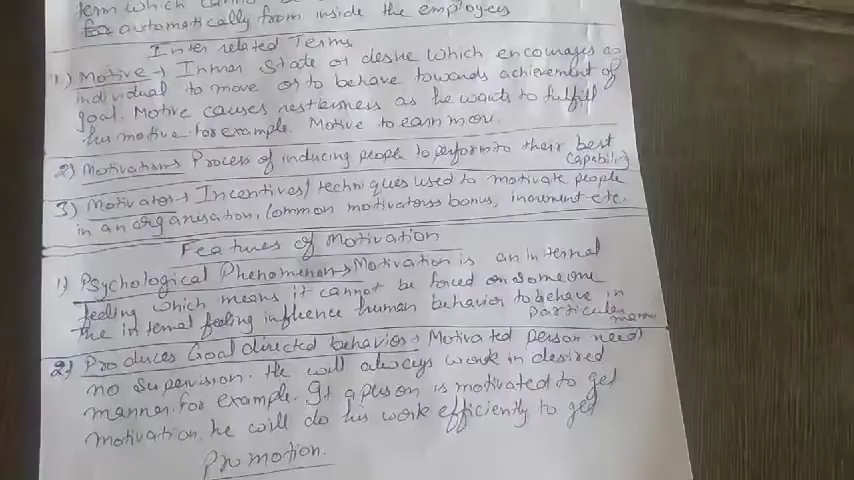 term which cann
for automatically from inside the employees
Inter related Terms
1.) Motive → Inner State or desire which encourages an
individual to move or to behave towards achievement of
goal. Motive causes restlessness as he wants to fulfill
his motive. for example. Motive to earn more.
2) Motivation → Process of inducing people to perform to their best
capability
3) Motivators → Incentives / techniques used to motivate people
in an organisation. Common motivators bonus, increment etc.
Features of Motivation
1) Psychological Phenomenon → Motivation is an internal
feeling which means it cannot be forced on someone
the internal feeling influence human behavior to behave in
particular manner
2.) Produces Goal directed behavior → Motivated person need
no supervision. He will always work in desired
manner. for example. If a person is motivated to get
motivation. he will do his work efficiently to get
Promotion.